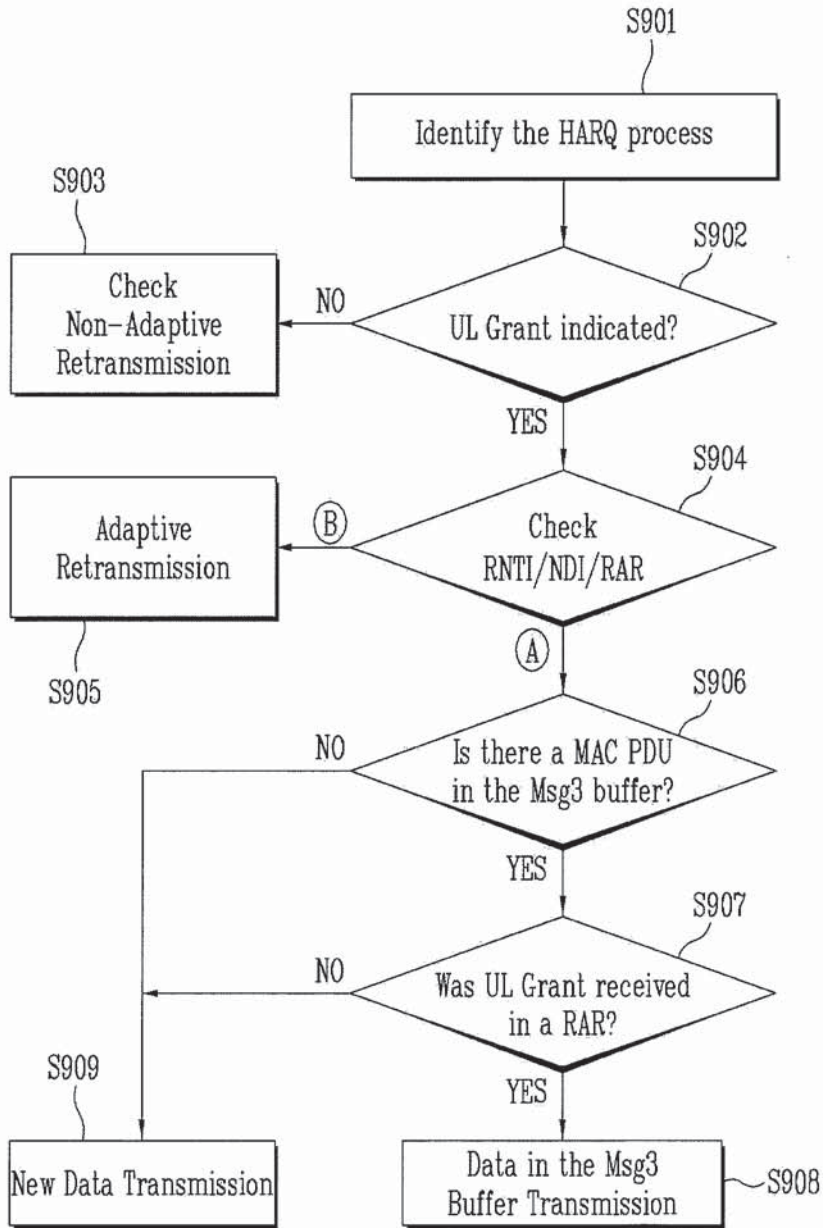 S901
Identify the HARQ process
S903
S902
Check
Non-Adaptive
Retransmission
NO
UL Grant indicated?
YES
S904
Adaptive
Retransmission
B
Check
RNTI/NDI/RAR
S905
A
S906
NO
Is there a MAC PDU
in the Msg3 buffer?
YES
S907
NO
Was UL Grant received
in a RAR?
S909
YES
New Data Transmission
Data in the Msg3
Buffer Transmission
S908